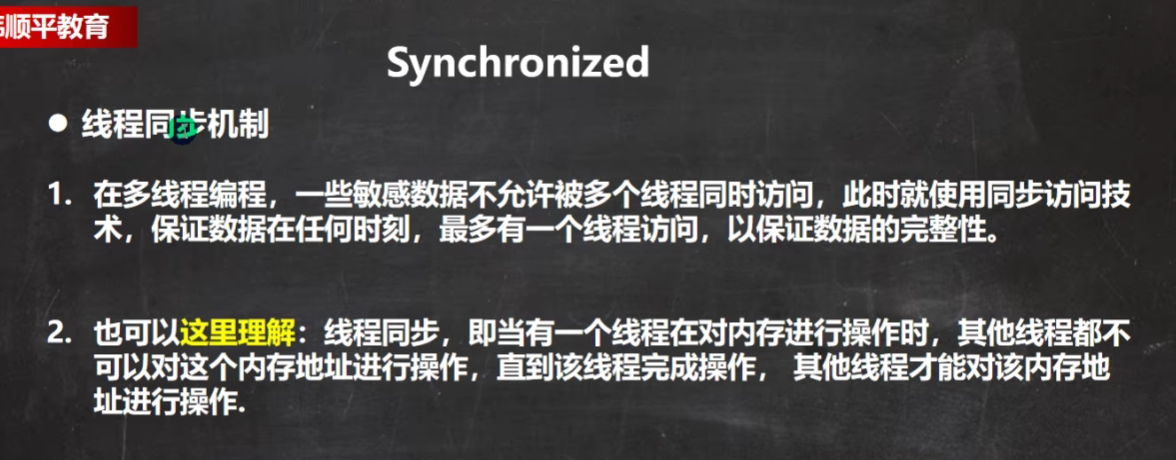 顺平教育
Synchronized
● 线程同步机制
1. 在多线程编程，一些敏感数据不允许被多个线程同时访问，此时就使用同步访问技
术，保证数据在任何时刻，最多有一个线程访问，以保证数据的完整性。
2. 也可以这里理解：线程同步，即当有一个线程在对内存进行操作时，其他线程都不
可以对这个内存地址进行操作，直到该线程完成操作， 其他线程才能对该内存地
址进行操作.